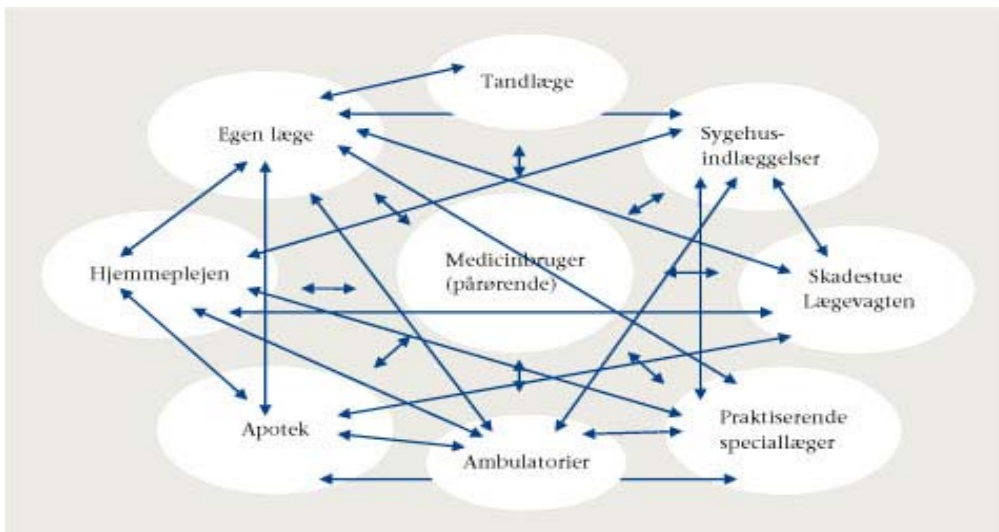 Tandlæge
Egen læge
Sygehus-
indlæggelser
Hjemmeplejen
Medicinbruger
(pårørende)
Skadestue
Lægevagten
Apotek
Ambulatorier
Praktiserende
speciallæger